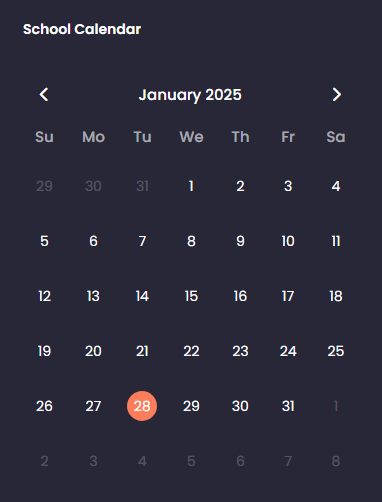 School Calendar
January 2025
Su Mo Tu We Th Fr Sa
29 30 31 1 2 3 4
5 6 7 8 9 10 11
12 13 14 15 16 17 18
19 20 21 22 23 24 25
26 27 28 29 30 31 1
2 3 4 5 6 7 8